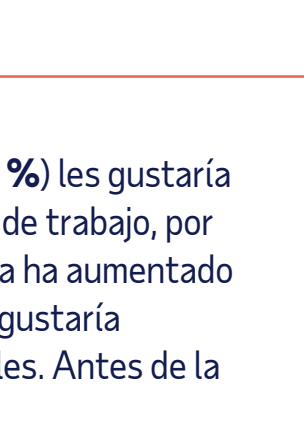 %) les gustaría
de trabajo, por
a ha aumentado
gustaría
les. Antes de la